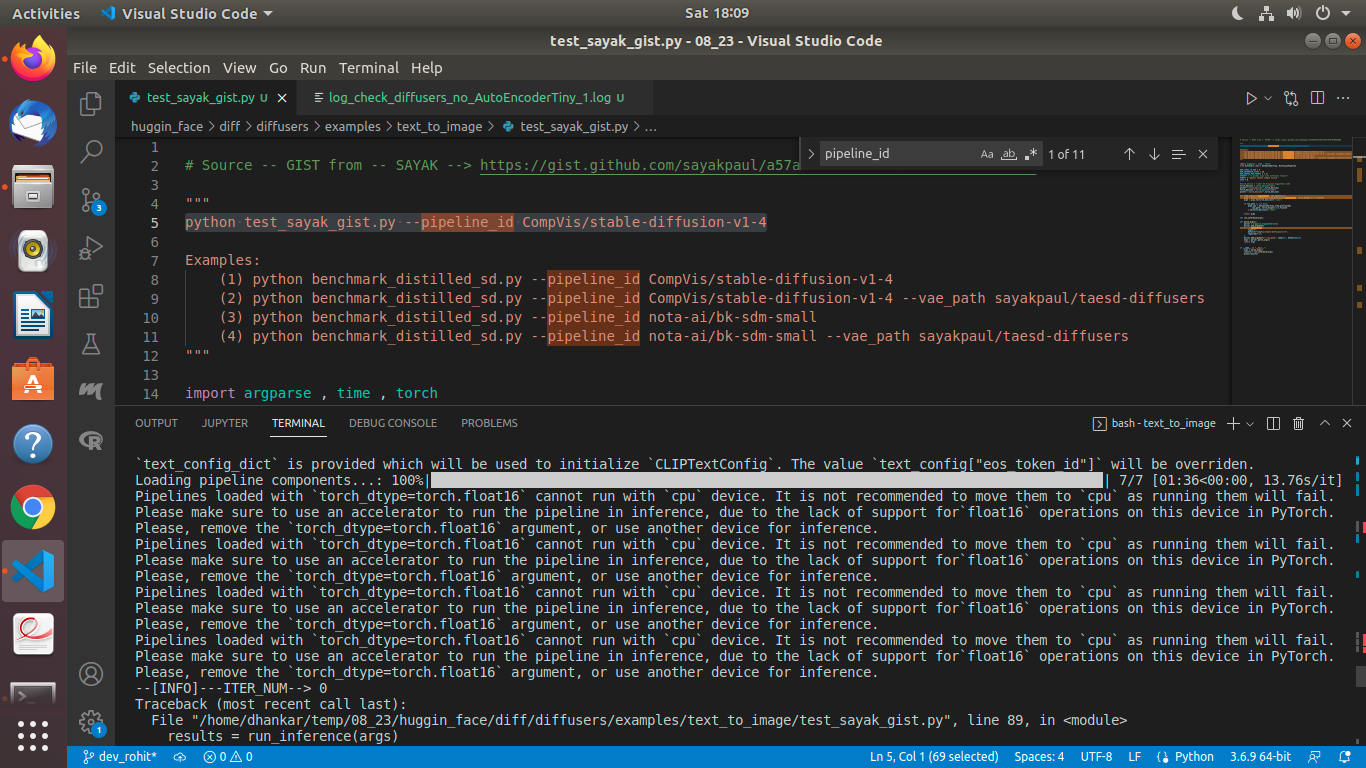 Activities
Visual Studio Code
Sat 18:09
test_sayak_gist.py - 08_23 - Visual Studio Code
File Edit Selection View Go Run Terminal Help
test_sayak_gist.py U
log_check_diffusers_no_AutoEncoderTiny_1.log U
huggin_face > diff > diffusers > examples > text_to_image > test_sayak_gist.py > ...
pipeline_id
Aa ab .*
1 of 11
1
2 # Source -- GIST from -- SAYAK --> https://gist.github.com/sayakpaul/a57a
3
4 """
5 python test_sayak_gist.py --pipeline_id CompVis/stable-diffusion-v1-4
6
7 Examples:
8 (1) python benchmark_distilled_sd.py --pipeline_id CompVis/stable-diffusion-v1-4
9 (2) python benchmark_distilled_sd.py --pipeline_id CompVis/stable-diffusion-v1-4 --vae_path sayakpaul/taesd-diffusers
10 (3) python benchmark_distilled_sd.py --pipeline_id nota-ai/bk-sdm-small
11 (4) python benchmark_distilled_sd.py --pipeline_id nota-ai/bk-sdm-small --vae_path sayakpaul/taesd-diffusers
12 """
13
14 import argparse , time , torch
3
OUTPUT JUPYTER TERMINAL DEBUG CONSOLE PROBLEMS
bash - text_to_image
`text_config_dict` is provided which will be used to initialize `CLIPTextConfig`. The value `text_config["eos_token_id"]` will be overriden.
Loading pipeline components...: 100%| | 7/7 [01:36<00:00, 13.76s/it]
Pipelines loaded with `torch_dtype=torch.float16` cannot run with `cpu` device. It is not recommended to move them to `cpu` as running them will fail.
Please make sure to use an accelerator to run the pipeline in inference, due to the lack of support for`float16` operations on this device in PyTorch.
Please, remove the `torch_dtype=torch.float16` argument, or use another device for inference.
Pipelines loaded with `torch_dtype=torch.float16` cannot run with `cpu` device. It is not recommended to move them to `cpu` as running them will fail.
Please make sure to use an accelerator to run the pipeline in inference, due to the lack of support for`float16` operations on this device in PyTorch.
Please, remove the `torch_dtype=torch.float16` argument, or use another device for inference.
Pipelines loaded with `torch_dtype=torch.float16` cannot run with `cpu` device. It is not recommended to move them to `cpu` as running them will fail.
Please make sure to use an accelerator to run the pipeline in inference, due to the lack of support for`float16` operations on this device in PyTorch.
Please, remove the `torch_dtype=torch.float16` argument, or use another device for inference.
Pipelines loaded with `torch_dtype=torch.float16` cannot run with `cpu` device. It is not recommended to move them to `cpu` as running them will fail.
Please make sure to use an accelerator to run the pipeline in inference, due to the lack of support for`float16` operations on this device in PyTorch.
Please, remove the `torch_dtype=torch.float16` argument, or use another device for inference.
--[INFO]---ITER_NUM--> 0
Traceback (most recent call last):
File "/home/dhankar/temp/08_23/huggin_face/diff/diffusers/examples/text_to_image/test_sayak_gist.py", line 89, in <module>
results = run_inference(args)
1
dev_rohit* 0 0 Ln 5, Col 1 (69 selected) Spaces: 4 UTF-8 LF Python 3.6.9 64-bit